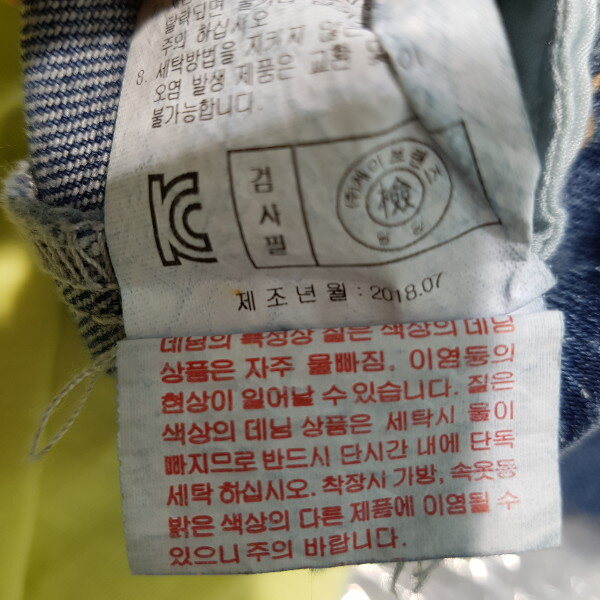 탈락되면
주의 하십시오
8. 세탁방법을 지키지 않은
오염 발생 제품은 교환 및
불가능합니다.
검사필
檢
제조년월 : 2018.07
데님의 특성상 짙은 색상의 데님
상품은 자주 물빠짐. 이염등의
현상이 일어날 수 있습니다. 짙은
색상의 데님 상품은 세탁시 물이
빠지므로 반드시 단시간 내에 단독
세탁 하십시오. 착장시 가방, 속옷등
밝은 색상의 다른 제품에 이염될 수
있으니 주의 바랍니다.